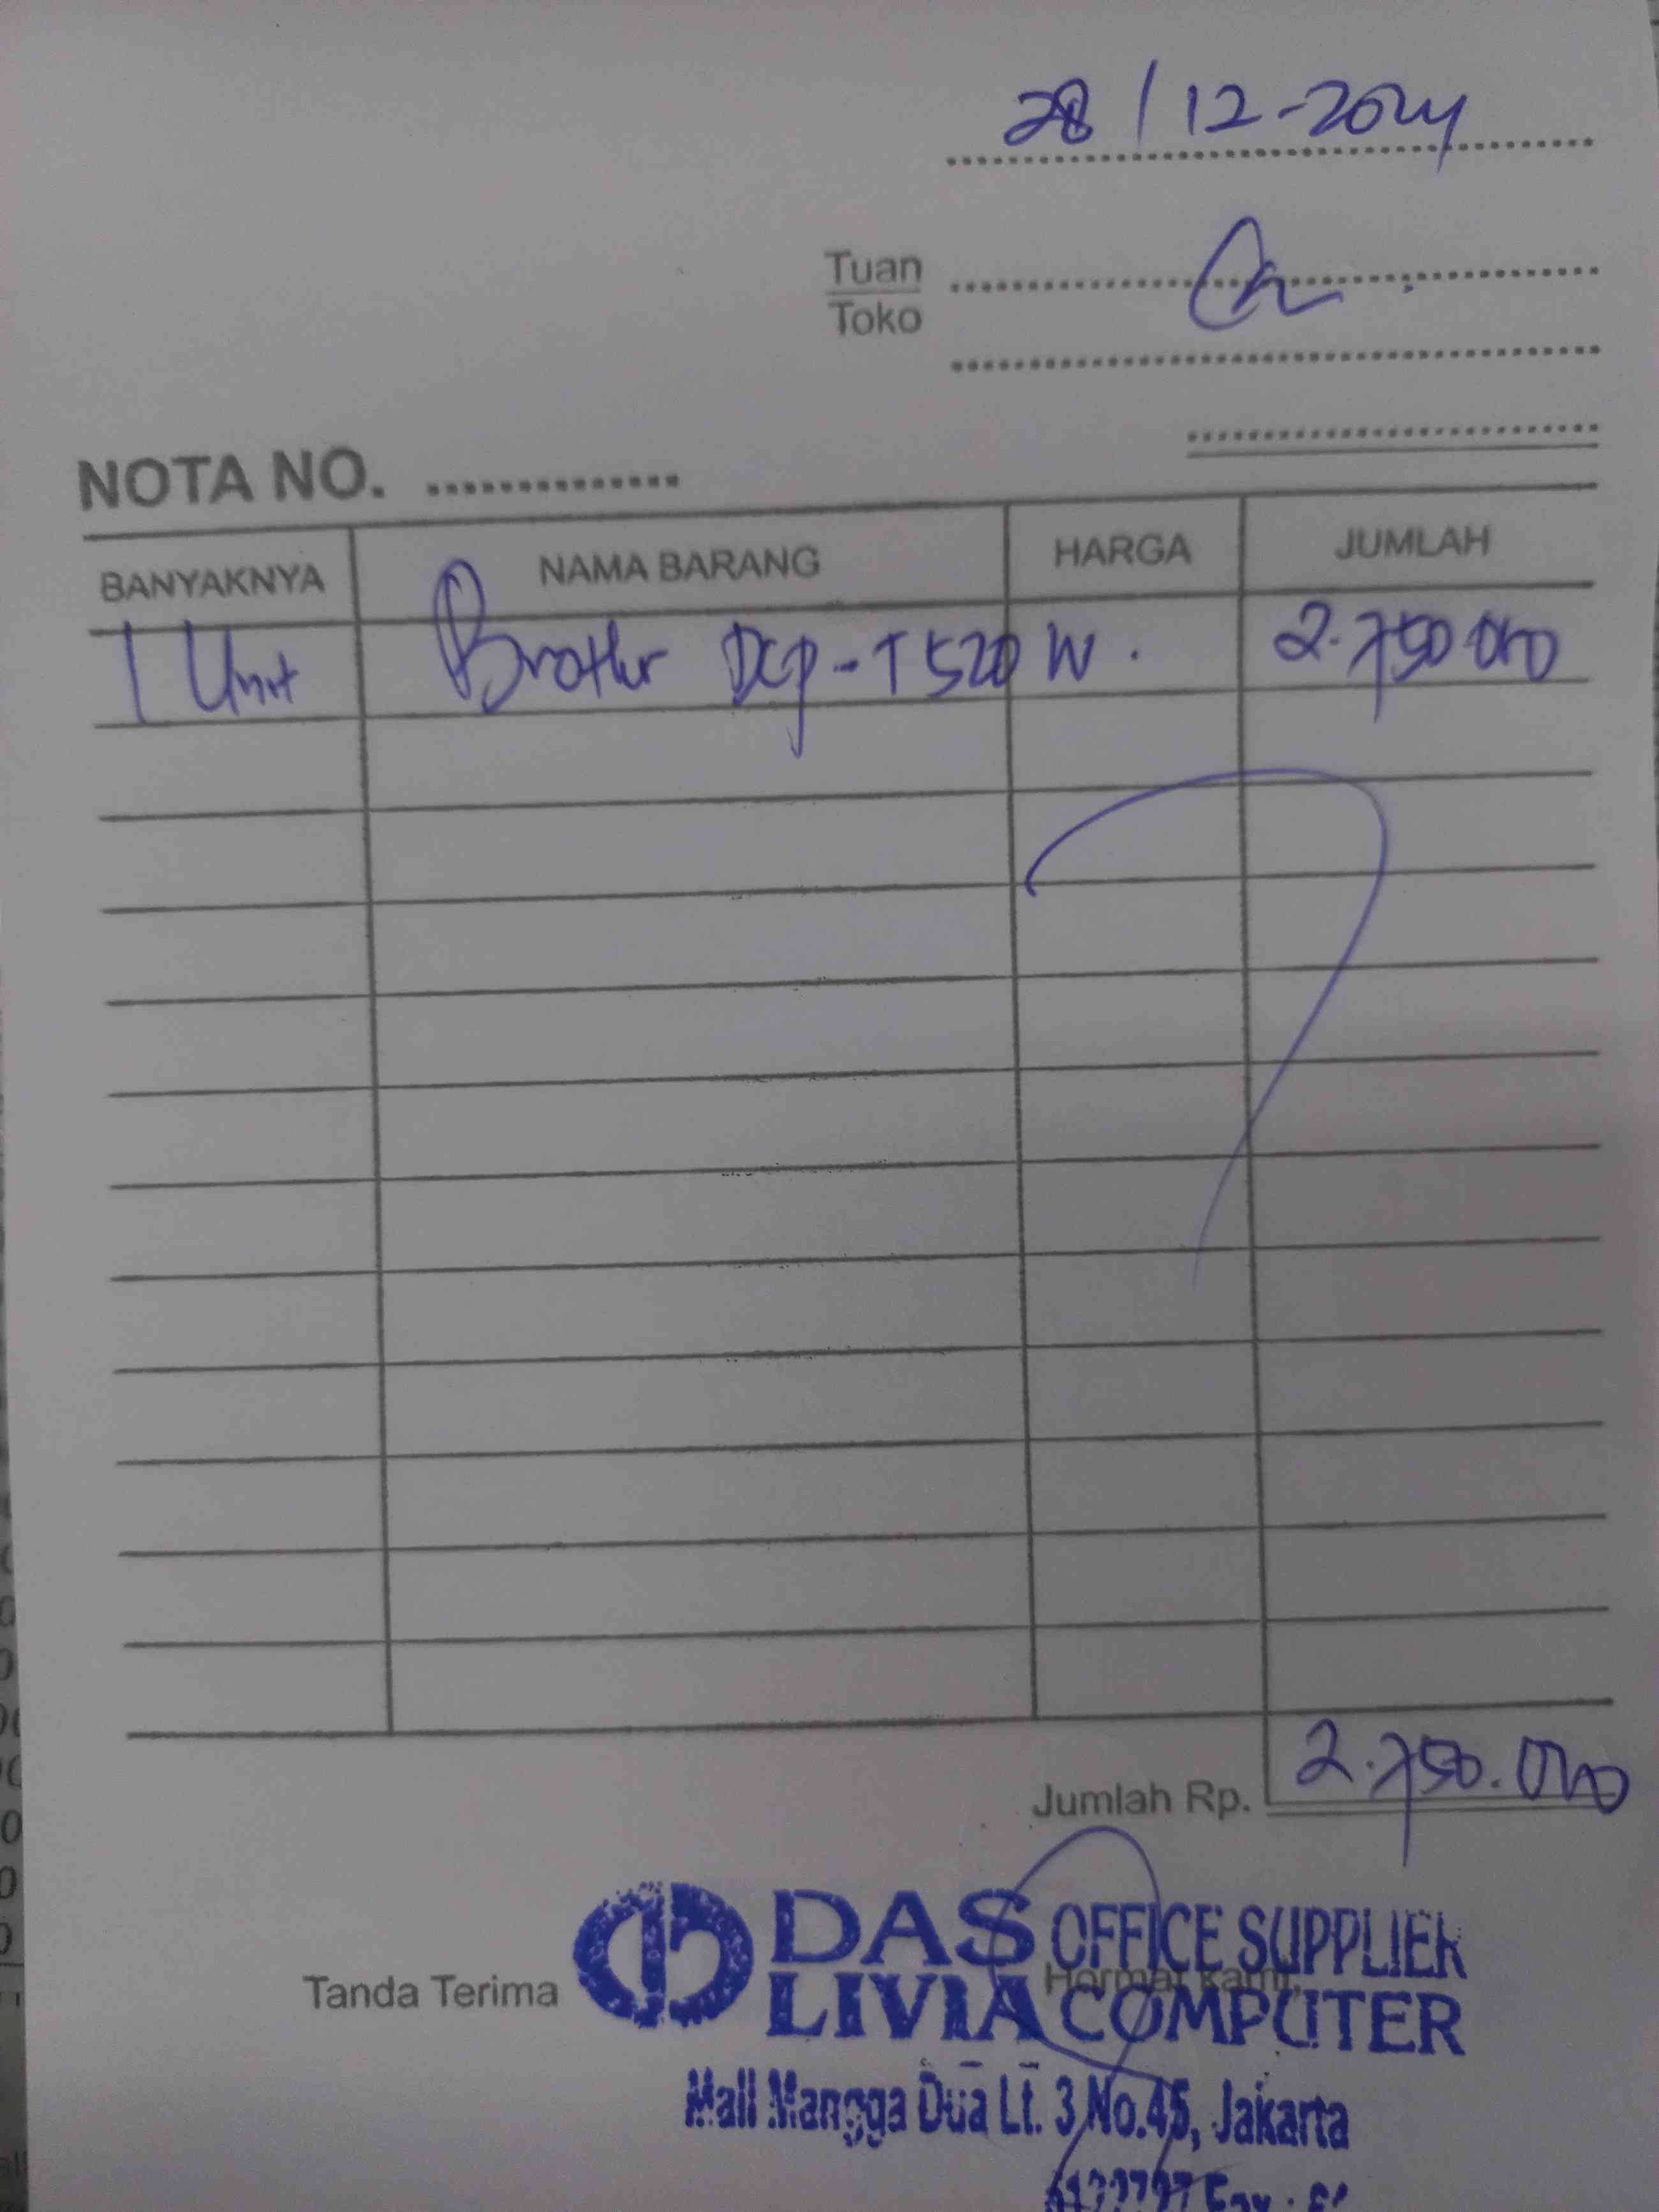 28/12-2024
Tuan
Toko
NOTA NO.
BANYAKNYA NAMA BARANG HARGA JUMLAH
1 Unit Brother DCP-T520W. 2.750.000
Jumlah Rp. 2.750.000
Tanda Terima
Hormat kami,
DAS OFFICE SUPPLIER
LIVIA COMPUTER
Mall Mangga Dua Lt. 3 No.45, Jakarta
Fax :